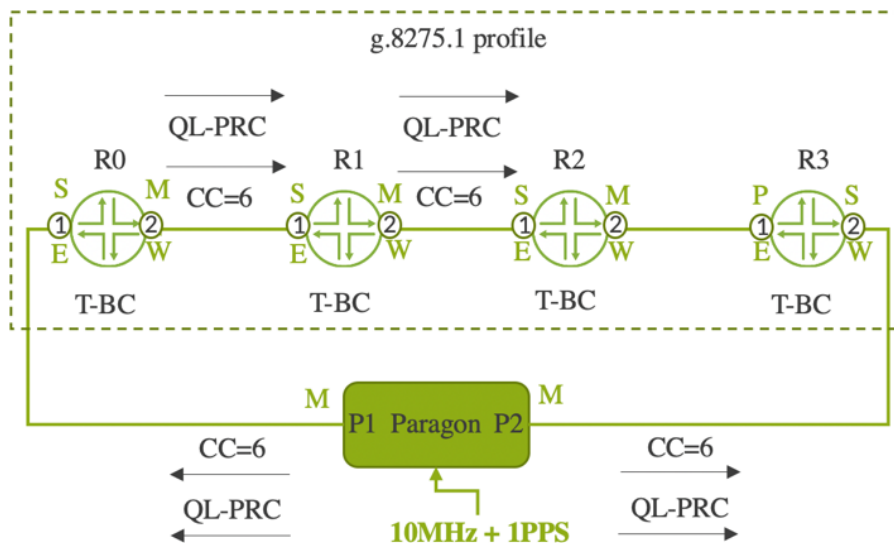 g.8275.1 profile
QL-PRC QL-PRC
R0 R1 R2 R3
CC=6 CC=6
S M S M S M P S
1 2 1 2 1 2 1 2
E W E W E W E W
T-BC T-BC T-BC T-BC
M M
P1 Paragon P2
CC=6 CC=6
QL-PRC QL-PRC
10MHz + 1PPS